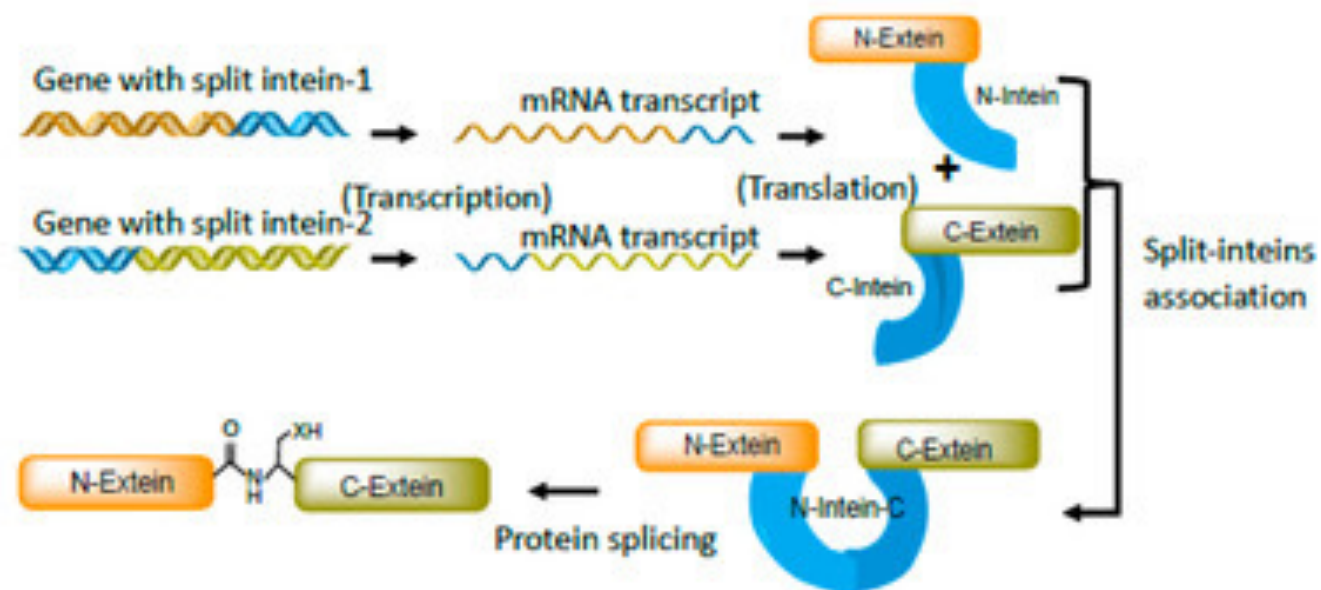 N-Extein
Gene with split intein-1
mRNA transcript
N-Intein
+
(Transcription)
(Translation)
Gene with split intein-2
mRNA transcript
C-Extein
C-Intein
Split-inteins
association
O
XH
N-Extein
N
H
C-Extein
N-Extein
C-Extein
N-Intein-C
Protein splicing